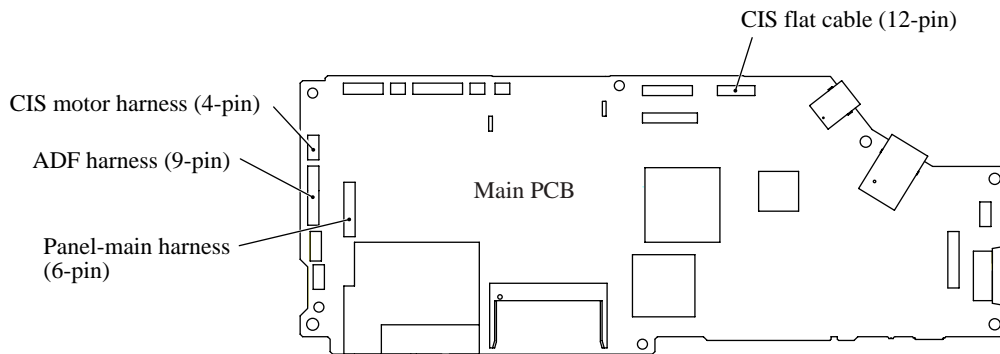 CIS flat cable (12-pin)
CIS motor harness (4-pin)
ADF harness (9-pin)
Main PCB
Panel-main harness
(6-pin)